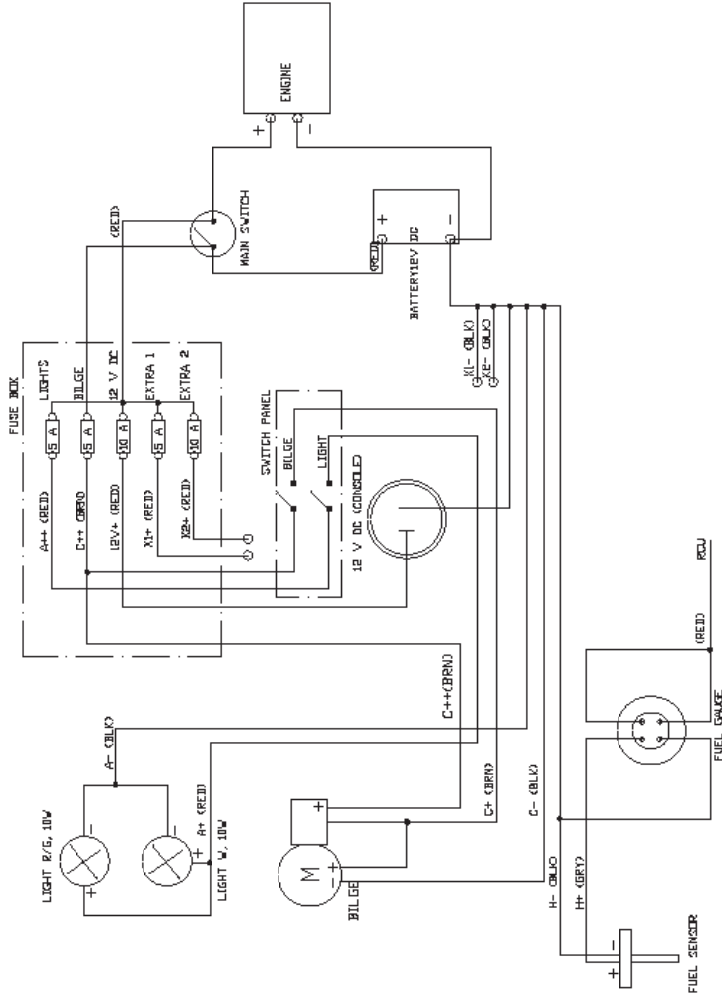 FUSE BOX
LIGHTS
BILGE
12 V DC
EXTRA 1
EXTRA 2
5 A
5 A
10 A
5 A
10 A
A++ (RED)
C++ (BRN)
12V+ (RED)
X1+ (RED)
X2+ (RED)
(RED)
MAIN SWITCH
ENGINE
+
-
(RED)
+
-
BATTERY12V DC
SWITCH PANEL
BILGE
LIGHT
12 V DC (CONSOLE)
X1- (BLK)
X2- (BLK)
LIGHT R/G, 10W
+
-
LIGHT W, 10W
+
-
A- (BLK)
A+ (RED)
C++(BRN)
C+ (BRN)
C- (BLK)
M
+
-
+
BILGE
H- (BLK)
H+ (GRY)
FUEL SENSOR
+
-
FUEL GAUGE
(RED)
RCU